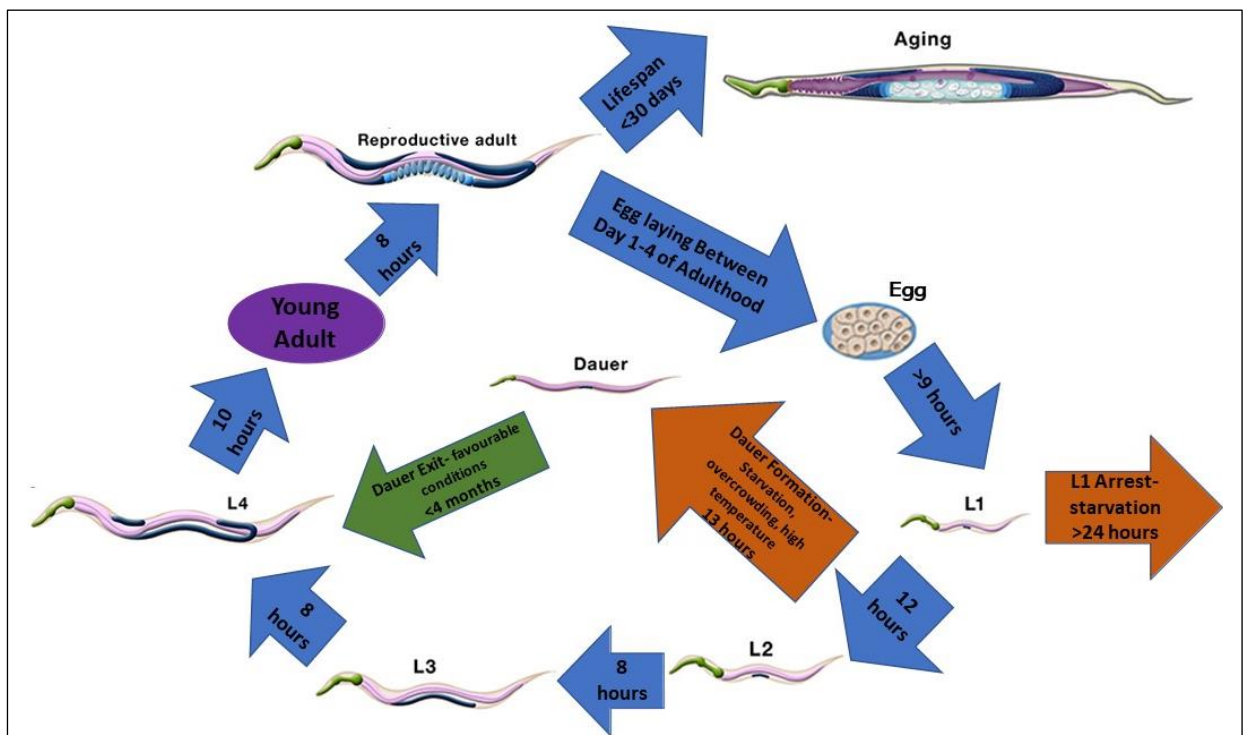 Aging
Lifespan
<30 days
Reproductive adult
8
hours
Egg laying Between
Day 1-4 of Adulthood
Young
Adult
Egg
Dauer
>9 hours
10
hours
Dauer Exit- favourable
conditions
<4 months
Dauer Formation-
Starvation,
overcrowding, high
temperature
13 hours
L1 Arrest-
starvation
>24 hours
L1
L4
12
hours
8
hours
L3
8
hours
L2